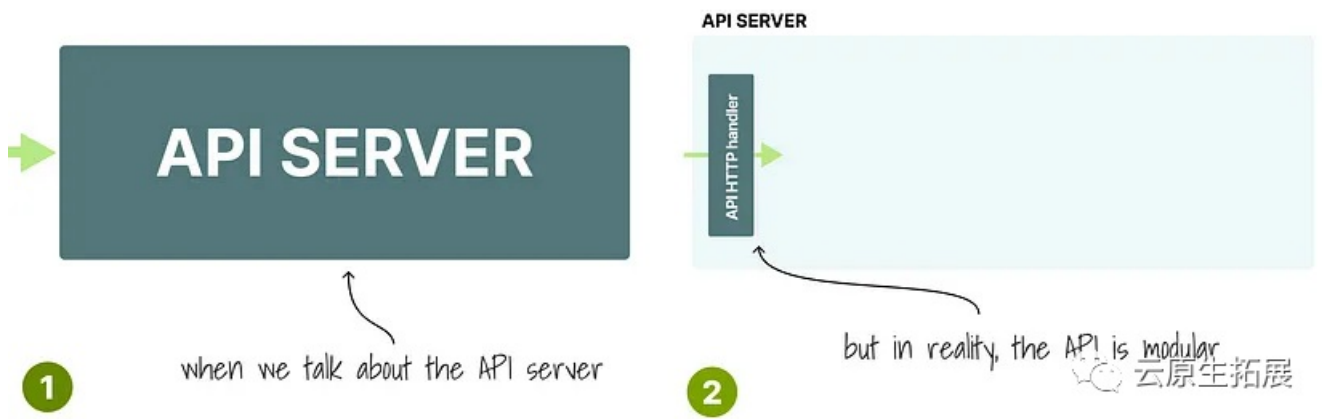 API SERVER
when we talk about the API server
1
API SERVER
API HTTP handler
but in reality, the API is modular
2
云原生拓展